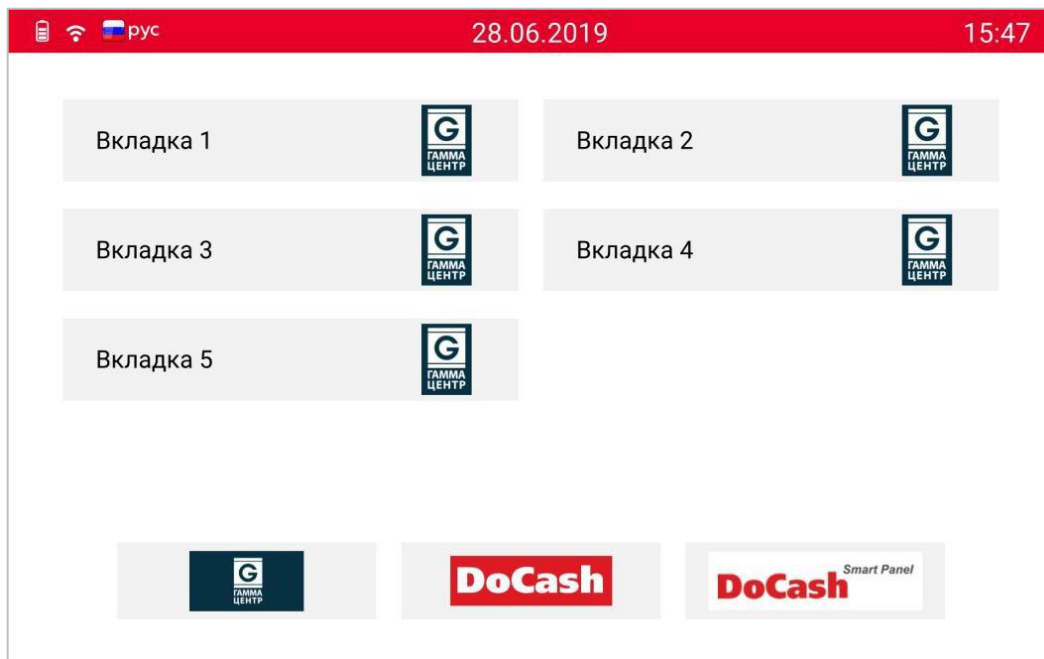 рус 28.06.2019 15:47
Вкладка 1
G
ГАММА
ЦЕНТР
Вкладка 2
G
ГАММА
ЦЕНТР
Вкладка 3
G
ГАММА
ЦЕНТР
Вкладка 4
G
ГАММА
ЦЕНТР
Вкладка 5
G
ГАММА
ЦЕНТР
G
ГАММА
ЦЕНТР
DoCash
DoCash Smart Panel